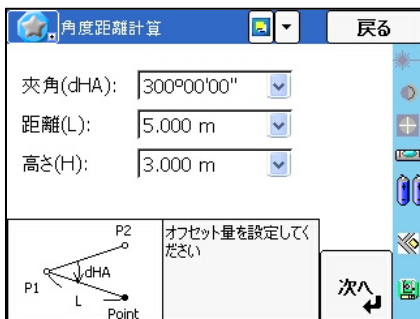 角度距離計算
戻る
夾角(dHA): 300º00'00"
距離(L): 5.000 m
高さ(H): 3.000 m
P2
dHA
P1
L
Point
オフセット量を設定してく
ださい
次へ